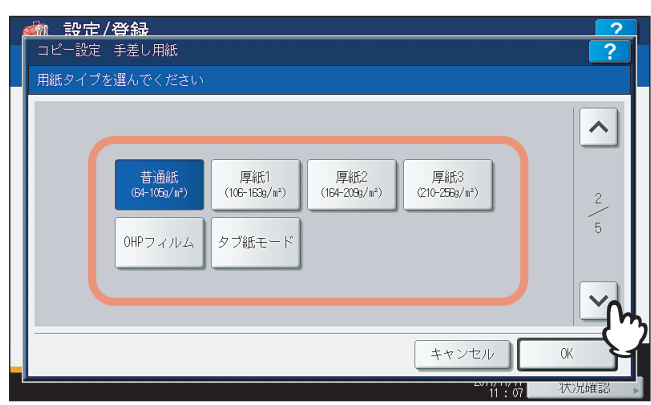 設定/登録
?
コピー設定 手差し用紙
?
用紙タイプを選んでください
普通紙
(64-105g/m²)
厚紙1
(106-163g/m²)
厚紙2
(164-209g/m²)
厚紙3
(210-256g/m²)
2
/
5
OHPフィルム
タブ紙モード
キャンセル
OK
11:07
状況確認